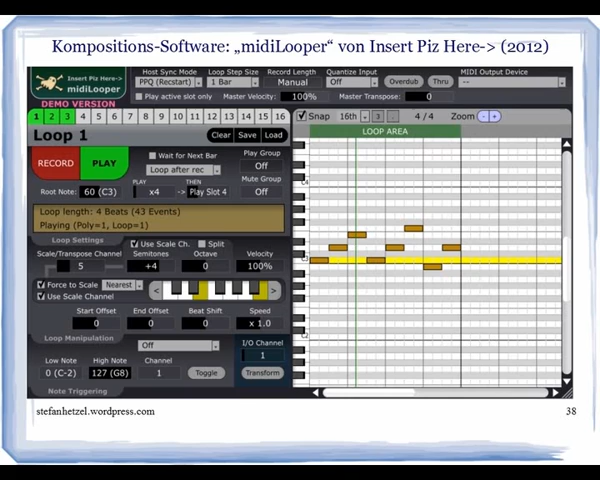 Kompositions-Software: „midiLooper“ von Insert Piz Here-> (2012)
Insert Piz Here->
midiLooper
DEMO VERSION
Host Sync Mode
PPQ (Recstart)
Loop Step Size
1 Bar
Record Length
Manual
Quantize Input
Off
Overdub
Thru
MIDI Output Device
--
Play active slot only
Master Velocity:
100%
Master Transpose:
0
1 2 3 4 5 6 7 8 9 10 11 12 13 14 15 16
Snap
16th
3
.
4 / 4
Zoom
-
+
Loop 1
Clear
Save
Load
LOOP AREA
RECORD
PLAY
Wait for Next Bar
Loop after rec
Play Group
Off
Mute Group
Off
Root Note:
60 (C3)
PLAY
x4
THEN
->
Play Slot 4
Loop length: 4 Beats (43 Events)
Playing (Poly=1, Loop=1)
Loop Settings
Use Scale Ch.
Split
Scale/Transpose Channel
5
Semitones
+4
Octave
0
Velocity
100%
Force to Scale
Nearest
Use Scale Channel
<
>
Start Offset
0
End Offset
0
Beat Shift
0
Speed
x 1.0
Loop Manipulation
Off
I/O Channel
1
Low Note
0 (C-2)
High Note
127 (G8)
Channel
1
Toggle
Transform
Note Triggering
C4
C3
C2
stefanhetzel.wordpress.com
38